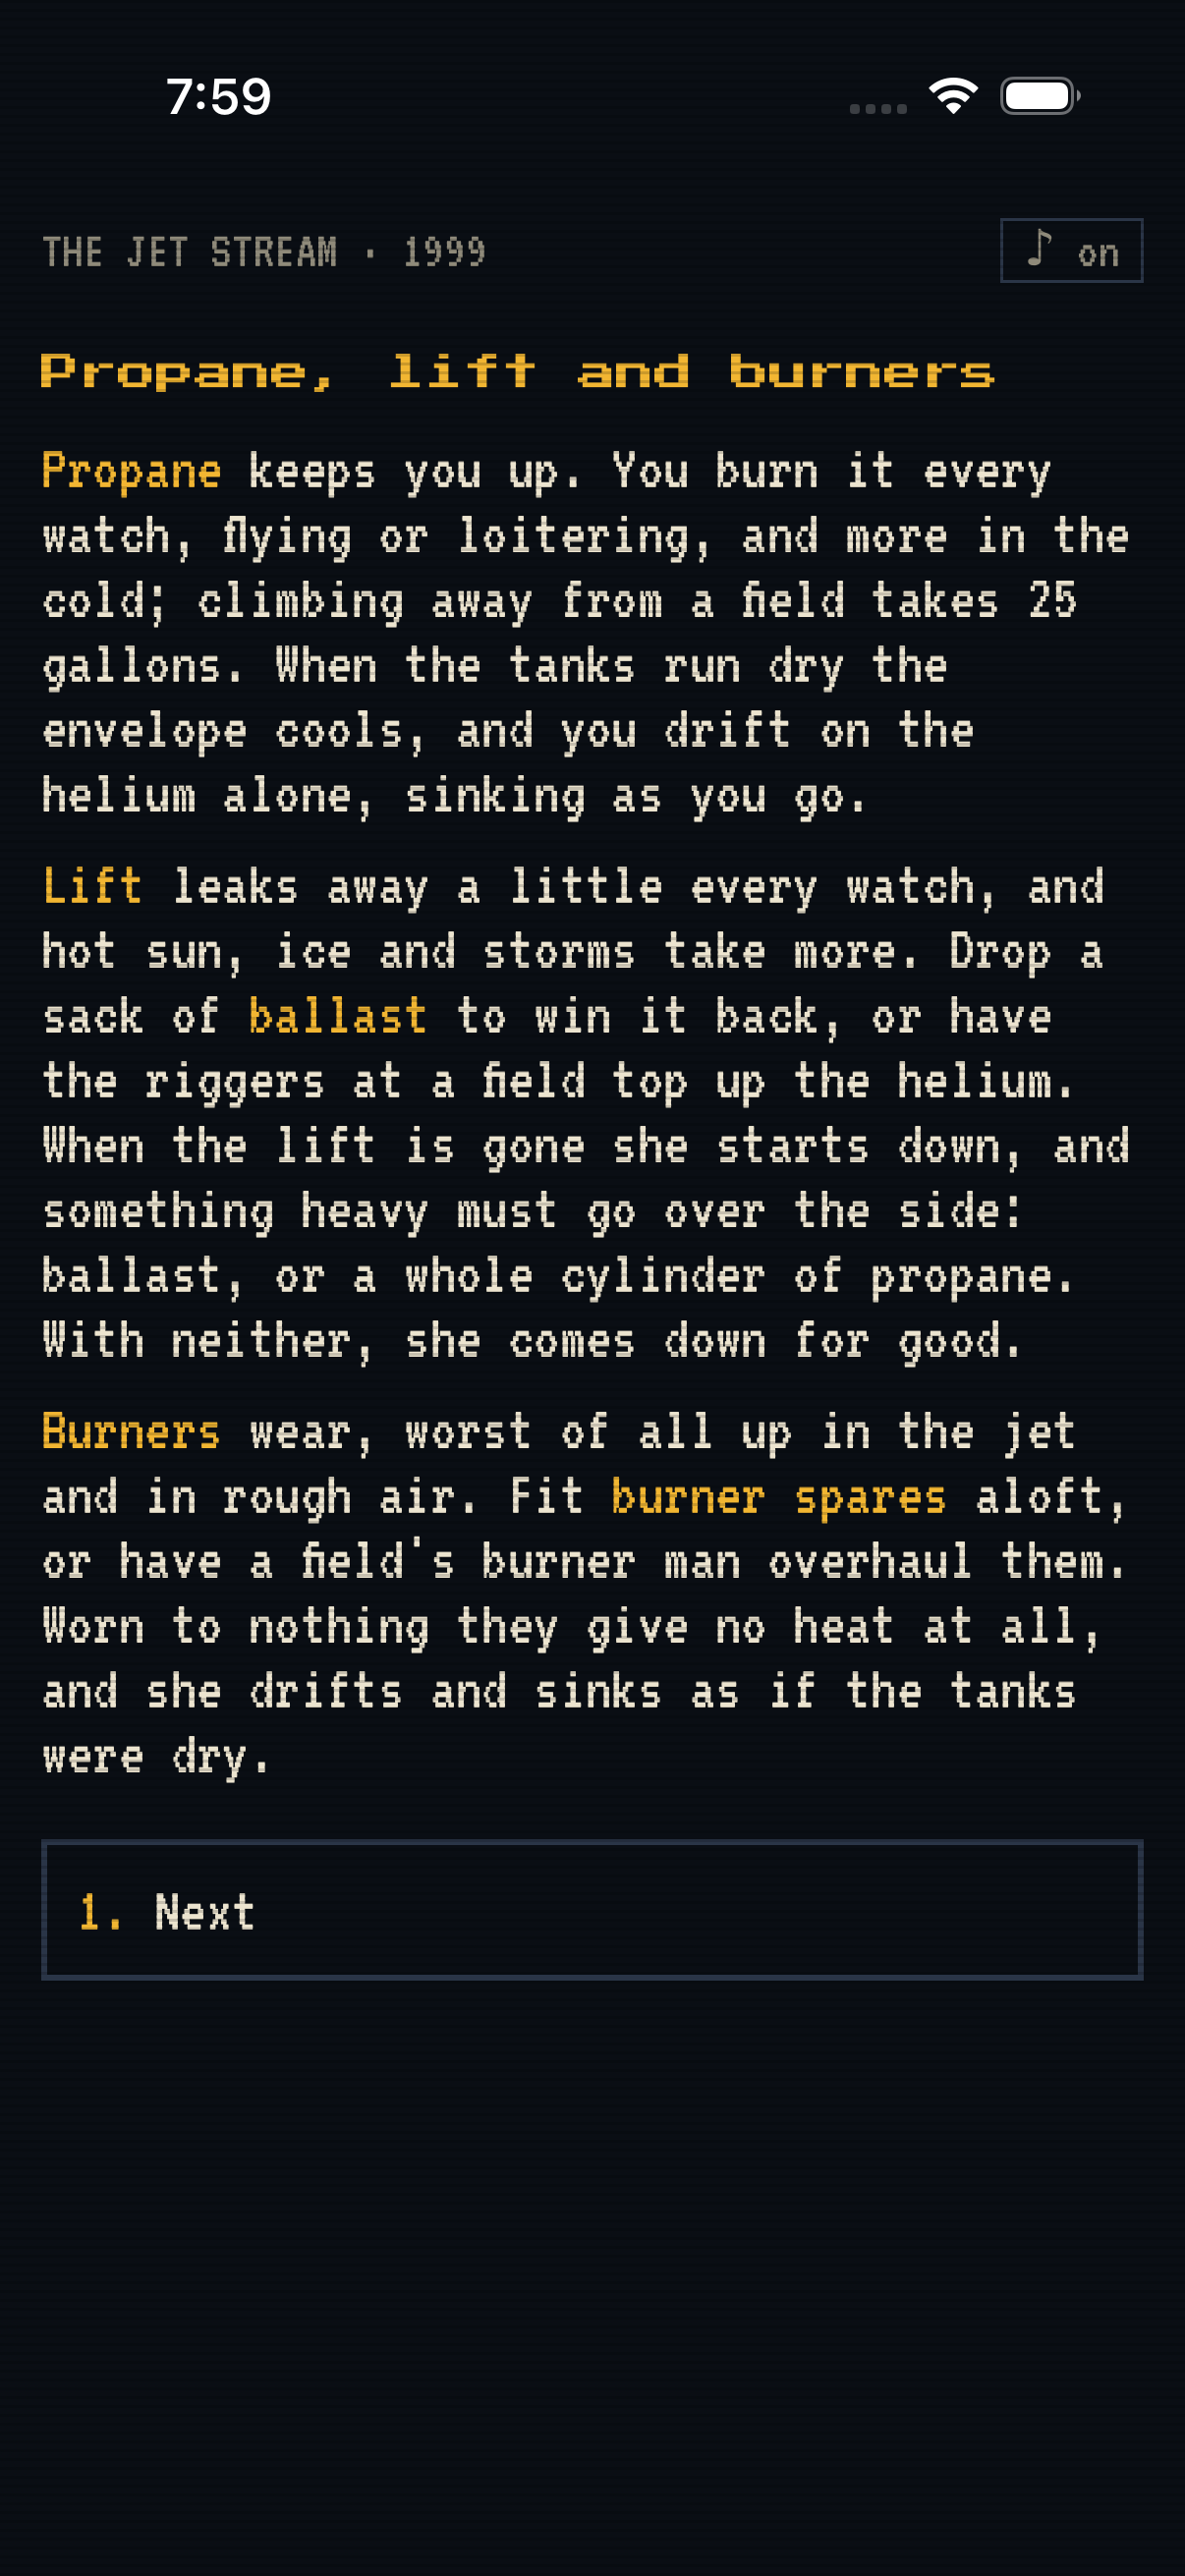 7:59
THE JET STREAM · 1999
♪ on
Propane, lift and burners
Propane keeps you up. You burn it every
watch, flying or loitering, and more in the
cold; climbing away from a field takes 25
gallons. When the tanks run dry the
envelope cools, and you drift on the
helium alone, sinking as you go.
Lift leaks away a little every watch, and
hot sun, ice and storms take more. Drop a
sack of ballast to win it back, or have
the riggers at a field top up the helium.
When the lift is gone she starts down, and
something heavy must go over the side:
ballast, or a whole cylinder of propane.
With neither, she comes down for good.
Burners wear, worst of all up in the jet
and in rough air. Fit burner spares aloft,
or have a field's burner man overhaul them.
Worn to nothing they give no heat at all,
and she drifts and sinks as if the tanks
were dry.
1. Next